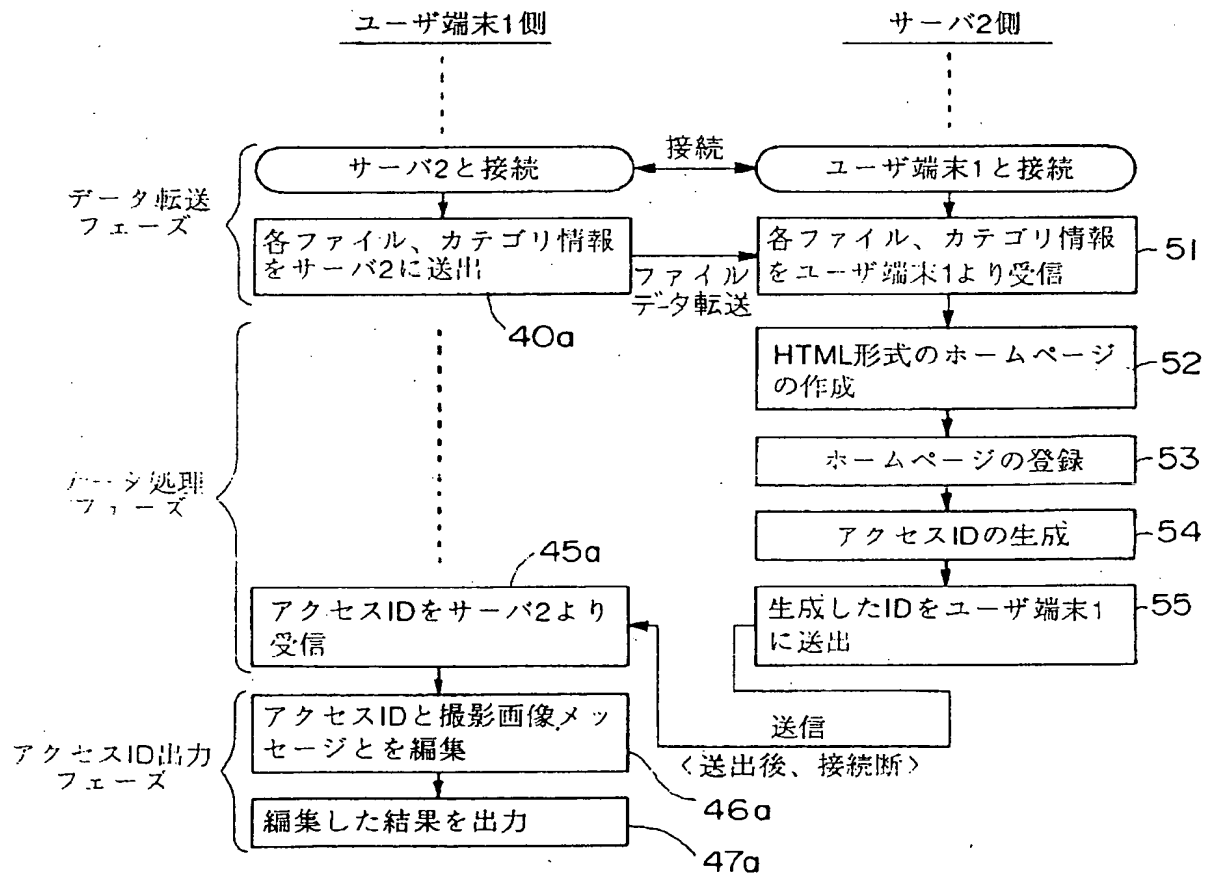 ユーザ端末1側
サーバ2側
データ転送
フェーズ
サーバ2と接続
接続
ユーザ端末1と接続
各ファイル、カテゴリ情報
をサーバ2に送出
40a
ファイル
データ転送
各ファイル、カテゴリ情報
をユーザ端末1より受信
51
HTML形式のホームページ
の作成
52
ホームページの登録
53
アクセスIDの生成
54
生成したIDをユーザ端末1
に送出
55
データ処理
フェーズ
45a
アクセスIDをサーバ2より
受信
送信
<送出後、接続断>
アクセスID出力
フェーズ
アクセスIDと撮影画像メッ
セージとを編集
46a
編集した結果を出力
47a